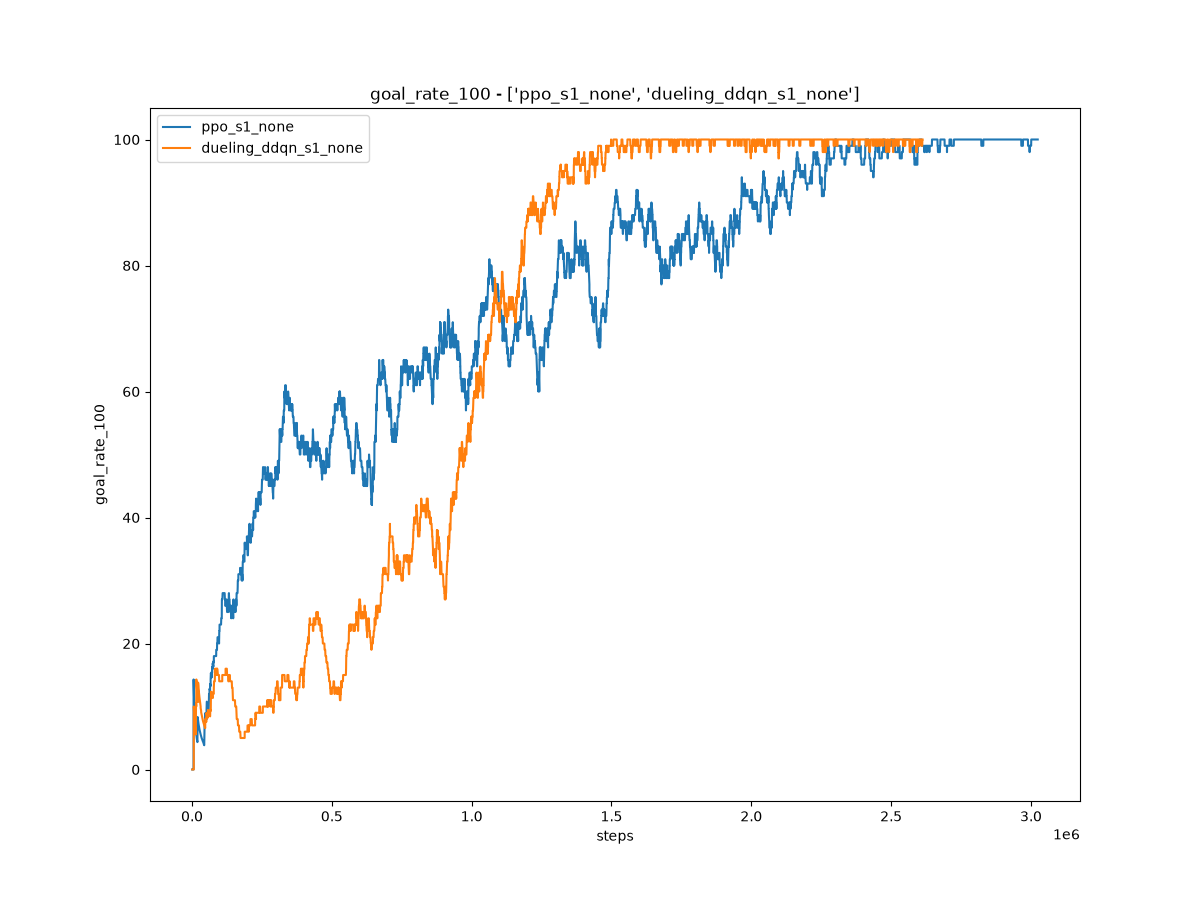 goal_rate_100 - ['ppo_s1_none', 'dueling_ddqn_s1_none']
ppo_s1_none
dueling_ddqn_s1_none
100
80
60
40
20
0
goal_rate_100
0.0 0.5 1.0 1.5 2.0 2.5 3.0
steps
1e6